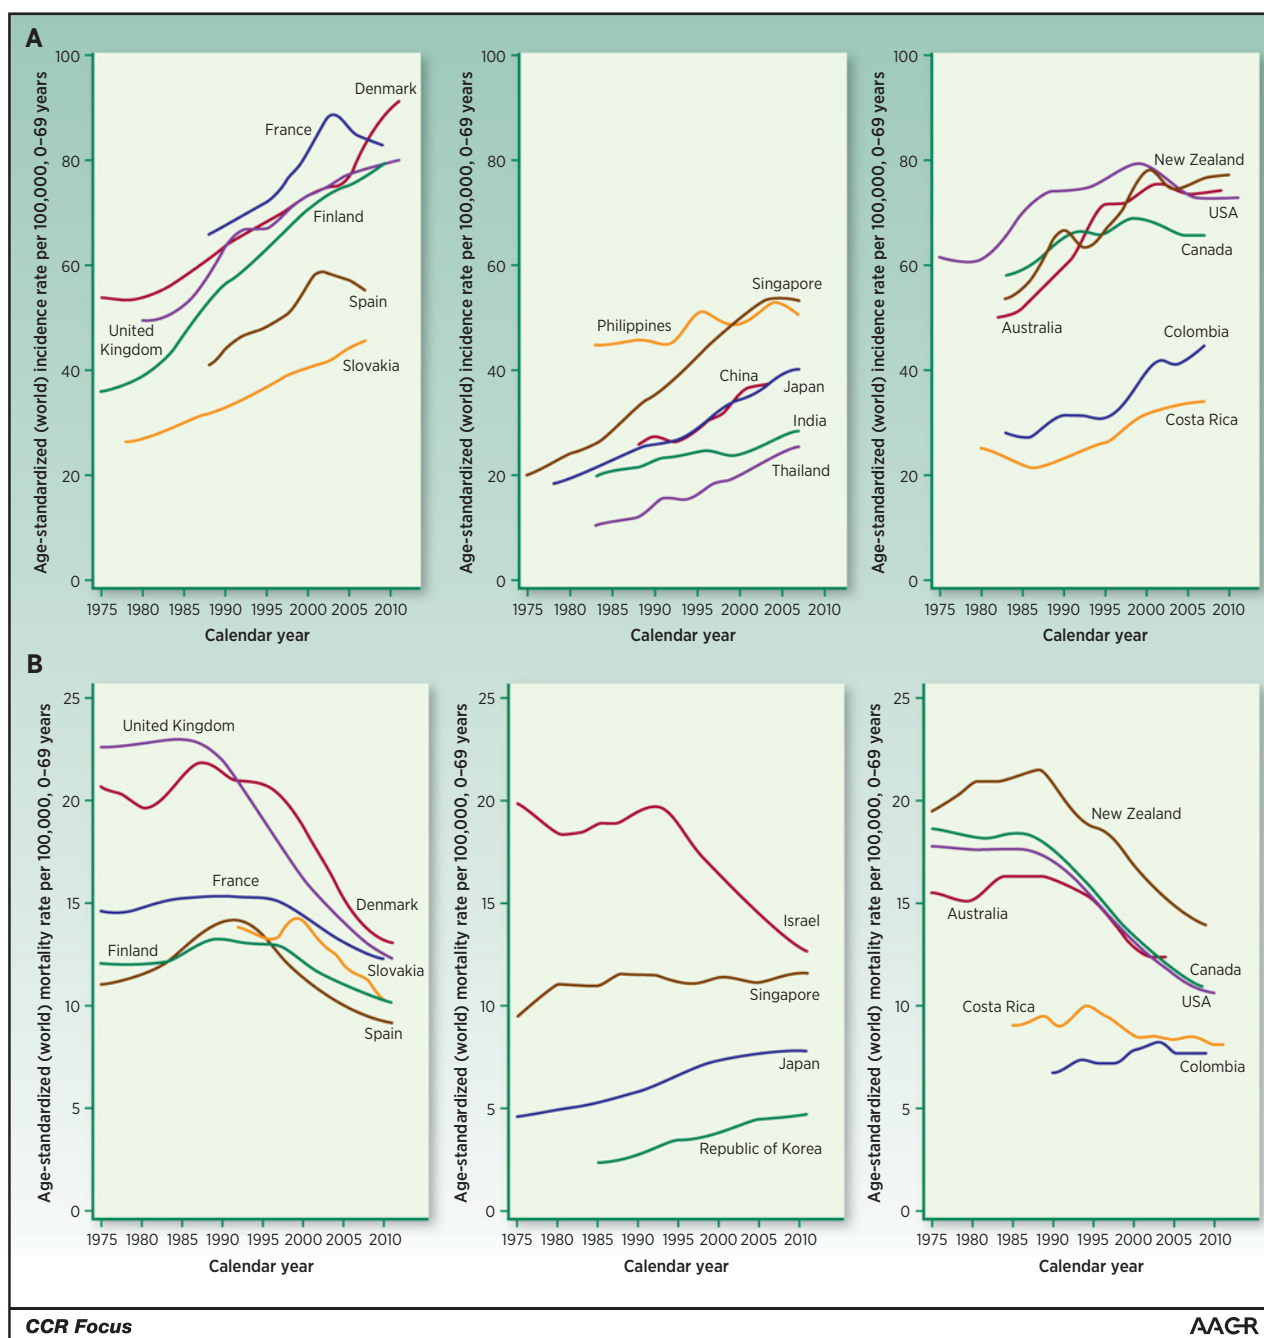 A
Age-standardized (world) incidence rate per 100,000, 0–69 years
100
80
60
40
20
0
Denmark
France
Finland
Spain
United
Kingdom
Slovakia
1975 1980 1985 1990 1995 2000 2005 2010
Calendar year
Age-standardized (world) incidence rate per 100,000, 0–69 years
100
80
60
40
20
0
Singapore
Philippines
China
Japan
India
Thailand
1975 1980 1985 1990 1995 2000 2005 2010
Calendar year
Age-standardized (world) incidence rate per 100,000, 0–69 years
100
80
60
40
20
0
New Zealand
USA
Canada
Australia
Colombia
Costa Rica
1975 1980 1985 1990 1995 2000 2005 2010
Calendar year
B
Age-standardized (world) mortality rate per 100,000, 0–69 years
25
20
15
10
5
0
United Kingdom
France
Denmark
Finland
Slovakia
Spain
1975 1980 1985 1990 1995 2000 2005 2010
Calendar year
Age-standardized (world) mortality rate per 100,000, 0–69 years
25
20
15
10
5
0
Israel
Singapore
Japan
Republic of Korea
1975 1980 1985 1990 1995 2000 2005 2010
Calendar year
Age-standardized (world) mortality rate per 100,000, 0–69 years
25
20
15
10
5
0
New Zealand
Australia
Canada
USA
Costa Rica
Colombia
1975 1980 1985 1990 1995 2000 2005 2010
Calendar year
CCR Focus
AACR